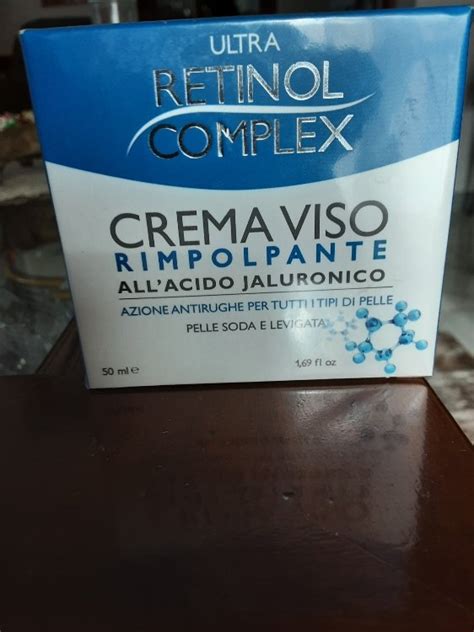 ULTRA
RETINOL
COMPLEX
CREMA VISO
RIMPOLPANTE
ALL'ACIDO JALURONICO
AZIONE ANTIRUGHE PER TUTTI I TIPI DI PELLE
PELLE SODA E LEVIGATA
50 ml ℮
1,69 fl oz